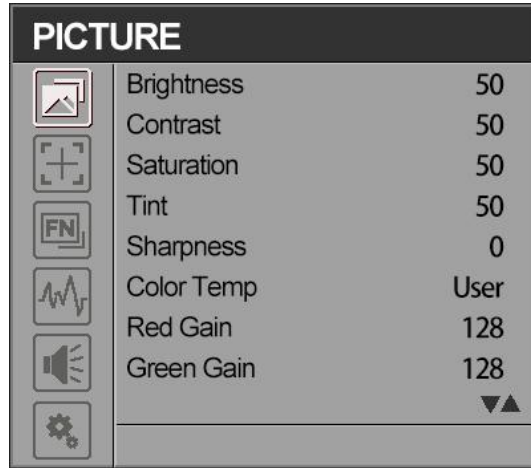 PICTURE
Brightness 50
Contrast 50
Saturation 50
Tint 50
FN
Sharpness 0
Color Temp User
Red Gain 128
Green Gain 128